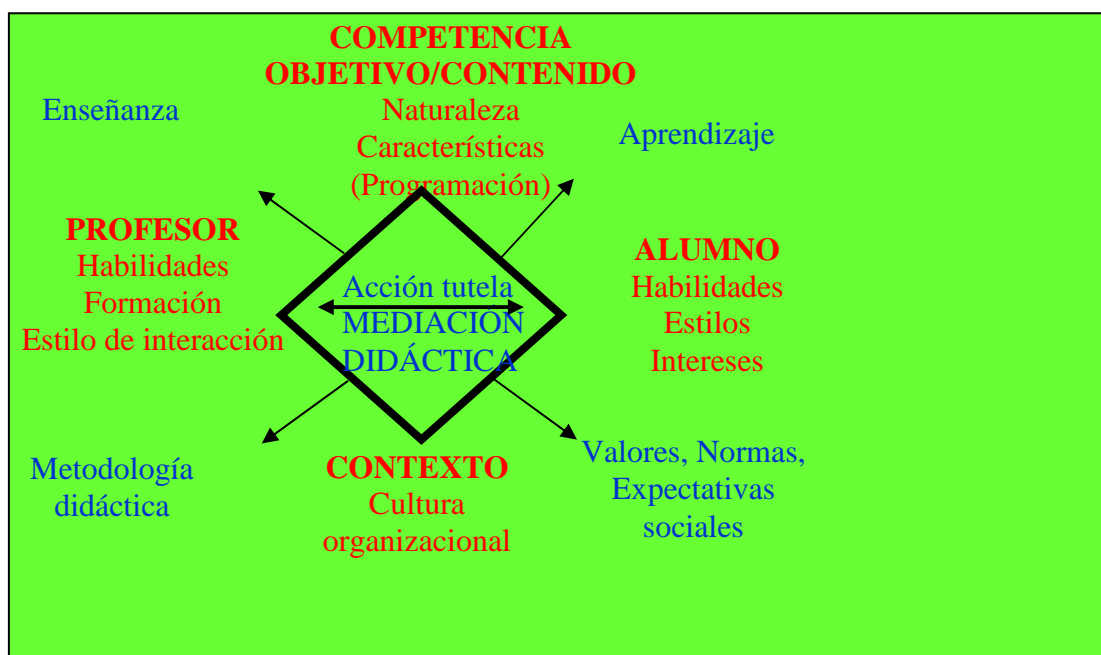 COMPETENCIA
OBJETIVO/CONTENIDO
Naturaleza
Características
(Programación)
Enseñanza
Aprendizaje
PROFESOR
Habilidades
Formación
Estilo de interacción
Acción tutela
MEDIACIÓN
DIDÁCTICA
ALUMNO
Habilidades
Estilos
Intereses
Metodología
didáctica
CONTEXTO
Cultura
organizacional
Valores, Normas,
Expectativas
sociales